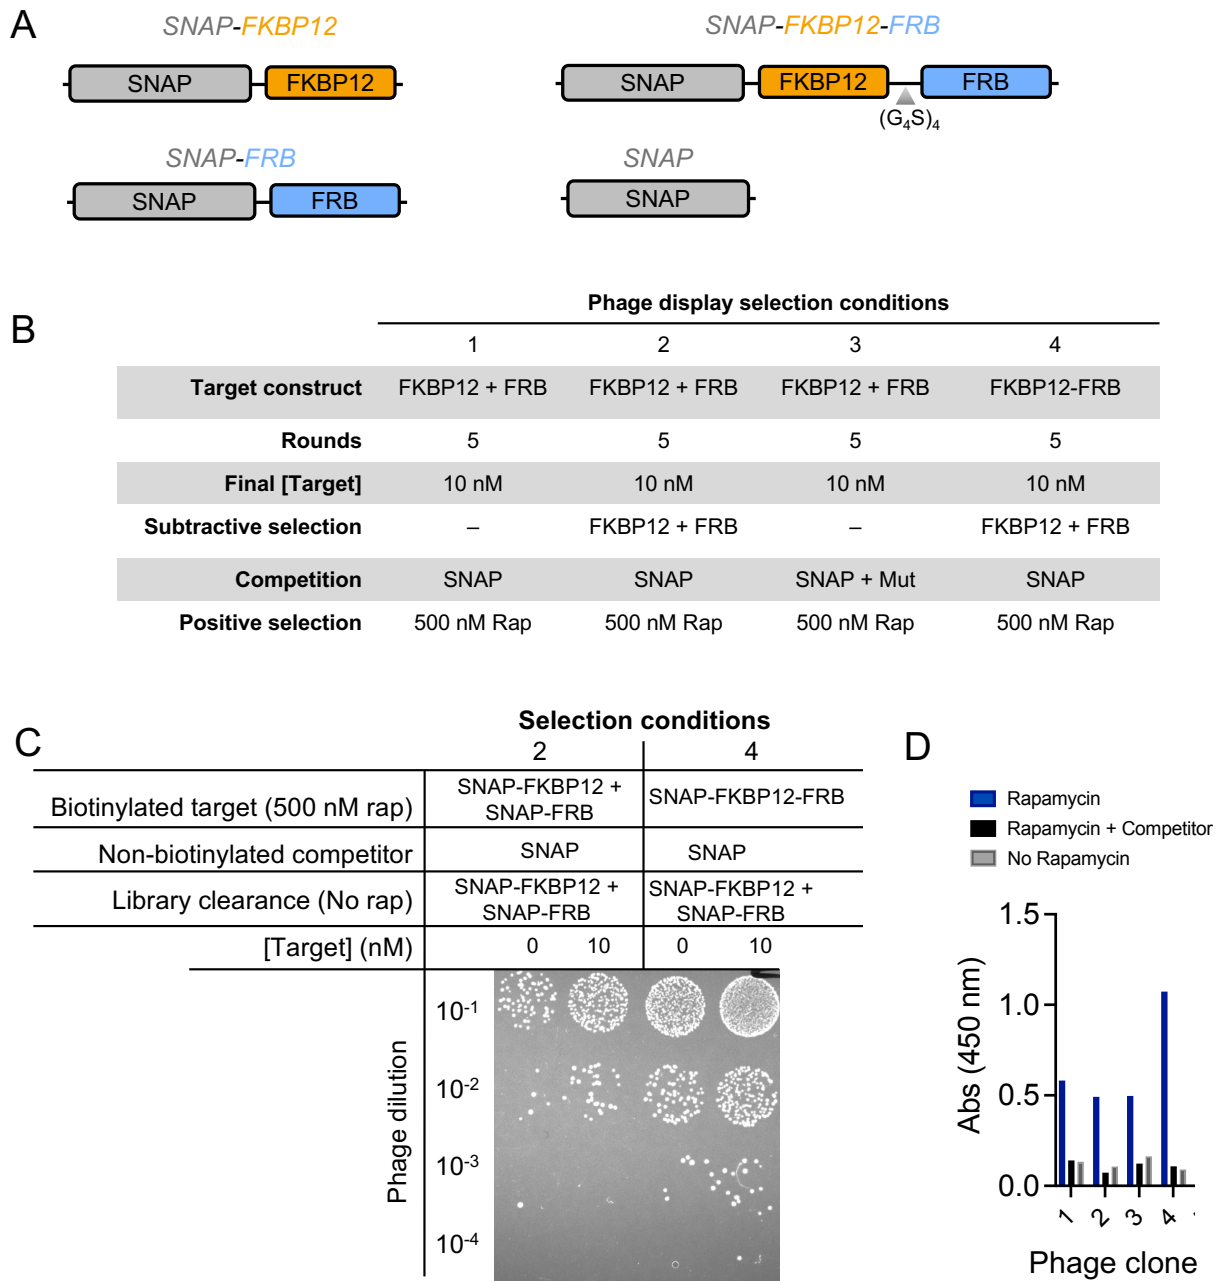 A
SNAP-FKBP12
SNAP-FKBP12-FRB
SNAP FKBP12
SNAP FKBP12 FRB
(G₄S)₄
SNAP-FRB
SNAP
SNAP FRB
SNAP
B
Phage display selection conditions
1 2 3 4
Target construct FKBP12 + FRB FKBP12 + FRB FKBP12 + FRB FKBP12-FRB
Rounds 5 5 5 5
Final [Target] 10 nM 10 nM 10 nM 10 nM
Subtractive selection – FKBP12 + FRB – FKBP12 + FRB
Competition SNAP SNAP SNAP + Mut SNAP
Positive selection 500 nM Rap 500 nM Rap 500 nM Rap 500 nM Rap
C
Selection conditions
2 4
Biotinylated target (500 nM rap) SNAP-FKBP12 + SNAP-FKBP12-FRB
SNAP-FRB
Non-biotinylated competitor SNAP SNAP
Library clearance (No rap) SNAP-FKBP12 + SNAP-FKBP12 +
SNAP-FRB SNAP-FRB
[Target] (nM) 0 10 0 10
Phage dilution
10⁻¹
10⁻²
10⁻³
10⁻⁴
D
Rapamycin
Rapamycin + Competitor
No Rapamycin
Abs (450 nm)
1.5
1.0
0.5
0.0
1 2 3 4
Phage clone